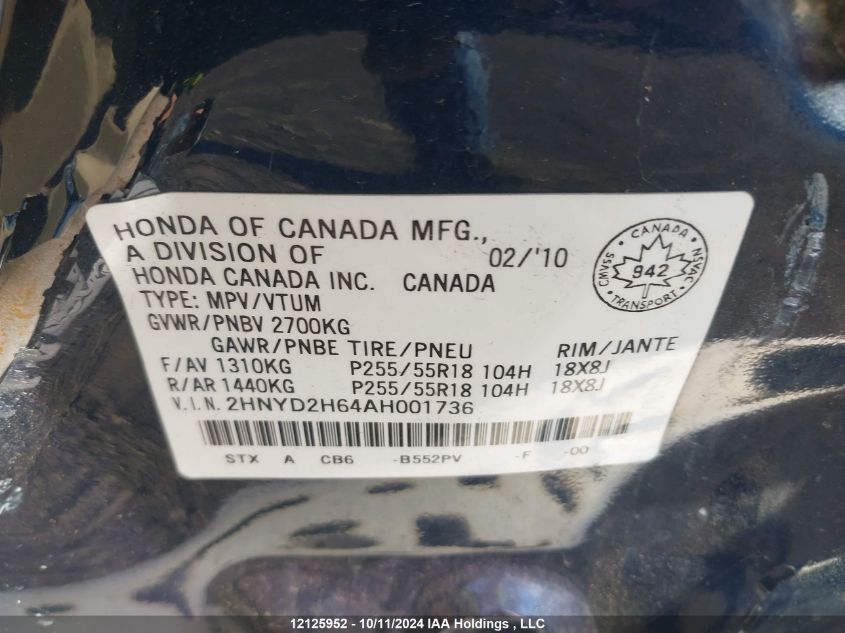 HONDA OF CANADA MFG.,
A DIVISION OF 02/'10
HONDA CANADA INC. CANADA
TYPE: MPV/VTUM
GVWR/PNBV 2700KG
GAWR/PNBE TIRE/PNEU RIM/JANTE
F/AV 1310KG P255/55R18 104H 18X8J
R/AR 1440KG P255/55R18 104H 18X8J
V.I.N. 2HNYD2H64AH001736
STX A CB6 -B552PV -F -00
CANADA
CMVSS 942 NSVAC
TRANSPORT
12125952 - 10/11/2024 IAA Holdings , LLC